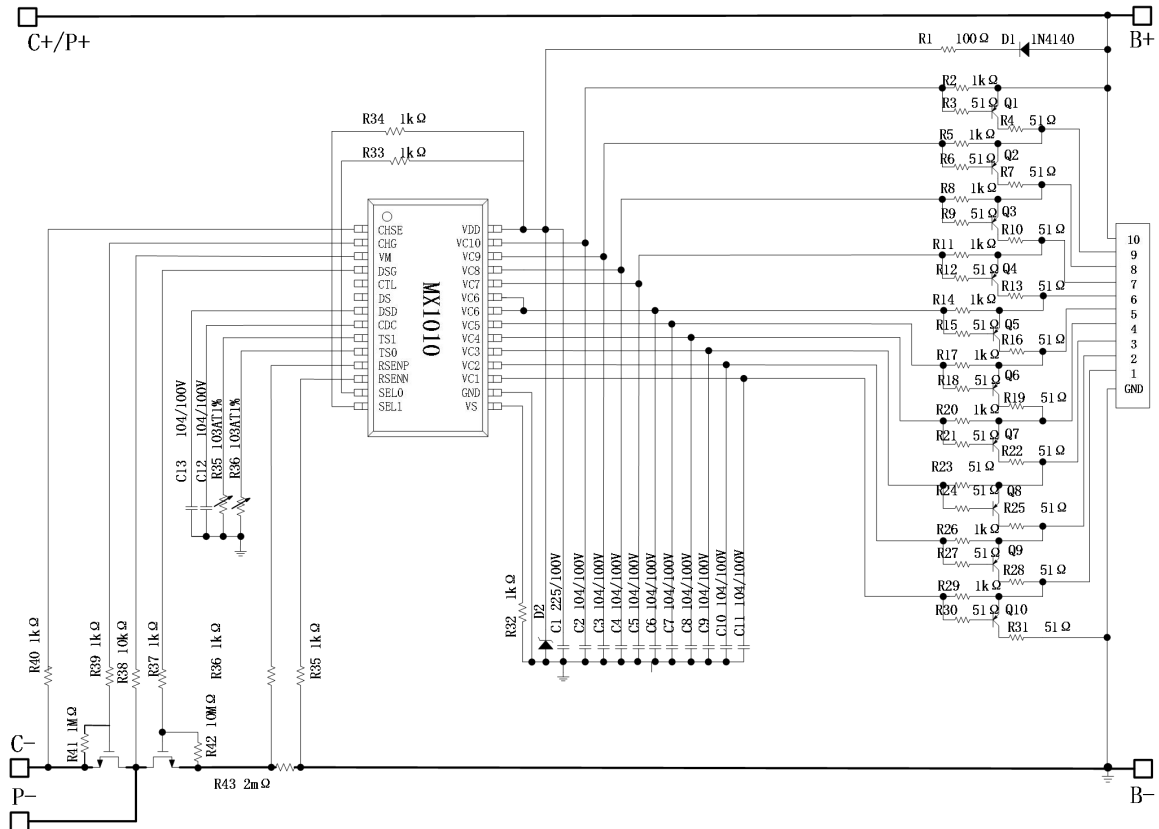 C+/P+
B+
R1 100Ω D1 1N4140
R2 1kΩ
R3 51Ω Q1
R4 51Ω
R5 1kΩ
R6 51Ω Q2
R7 51Ω
R8 1kΩ
R9 51Ω Q3
R10 51Ω
R11 1kΩ
R12 51Ω Q4
R13 51Ω
R14 1kΩ
R15 51Ω Q5
R16 51Ω
R17 1kΩ
R18 51Ω Q6
R19 51Ω
R20 1kΩ
R21 51Ω Q7
R22 51Ω
R23 51Ω
R24 51Ω Q8
R25 51Ω
R26 1kΩ
R27 51Ω Q9
R28 51Ω
R29 1kΩ
R30 51Ω Q10
R31 51Ω
10
9
8
7
6
5
4
3
2
1
GND
R34 1kΩ
R33 1kΩ
MX1010
CHSE VDD
CHG VC10
VM VC9
DSG VC8
CTL VC7
DS VC6
DSD VC6
CDC VC5
TS1 VC4
TS0 VC3
RSENP VC2
RSENN VC1
SEL0 GND
SEL1 VS
C13 104/100V
C12 104/100V
R35 103AT1%
R36 103AT1%
R32 1kΩ
D2
C1 225/100V
C2 104/100V
C3 104/100V
C4 104/100V
C5 104/100V
C6 104/100V
C7 104/100V
C8 104/100V
C9 104/100V
C10 104/100V
C11 104/100V
R40 1kΩ
R39 1kΩ
R38 10kΩ
R37 1kΩ
R36 1kΩ
R35 1kΩ
R41 1MΩ
R42 10MΩ
R43 2mΩ
C-
P-
B-